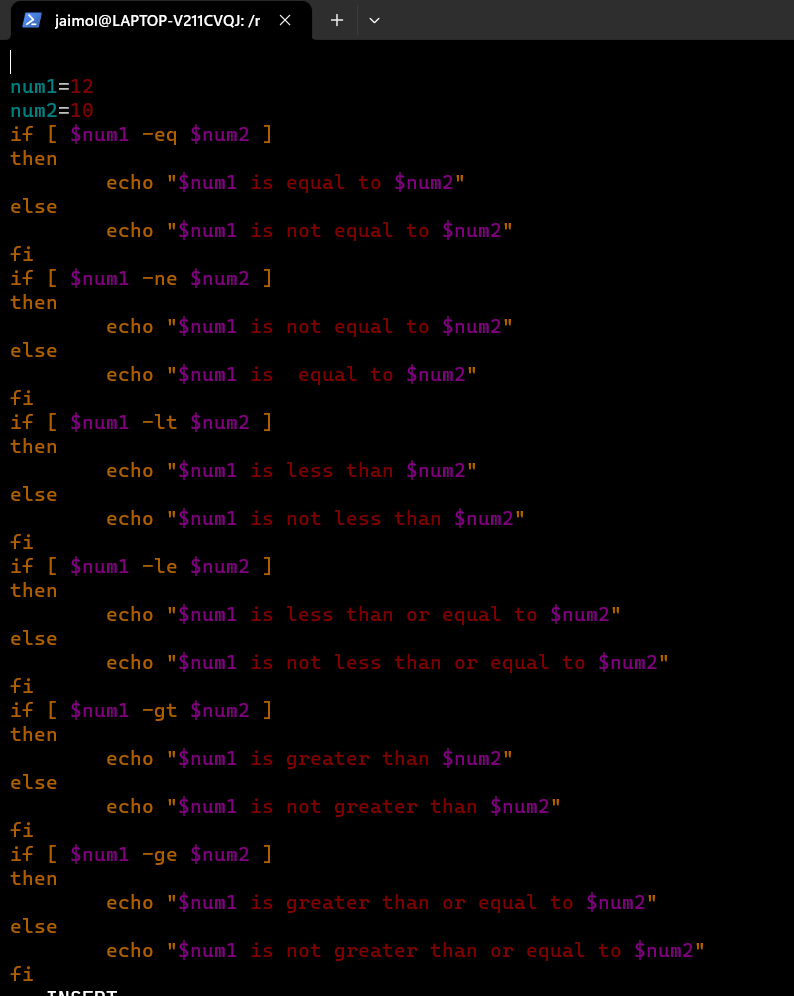 jaimol@LAPTOP-V211CVQJ: /r
num1=12
num2=10
if [ $num1 -eq $num2 ]
then
        echo "$num1 is equal to $num2"
else
        echo "$num1 is not equal to $num2"
fi
if [ $num1 -ne $num2 ]
then
        echo "$num1 is not equal to $num2"
else
        echo "$num1 is  equal to $num2"
fi
if [ $num1 -lt $num2 ]
then
        echo "$num1 is less than $num2"
else
        echo "$num1 is not less than $num2"
fi
if [ $num1 -le $num2 ]
then
        echo "$num1 is less than or equal to $num2"
else
        echo "$num1 is not less than or equal to $num2"
fi
if [ $num1 -gt $num2 ]
then
        echo "$num1 is greater than $num2"
else
        echo "$num1 is not greater than $num2"
fi
if [ $num1 -ge $num2 ]
then
        echo "$num1 is greater than or equal to $num2"
else
        echo "$num1 is not greater than or equal to $num2"
fi
INSERT